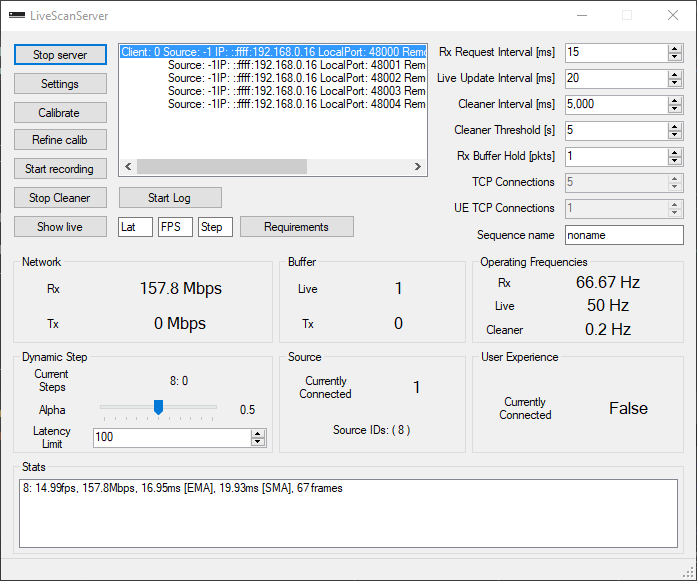 LiveScanServer
Stop server
Settings
Calibrate
Refine calib
Start recording
Stop Cleaner
Start Log
Show live
Lat
FPS
Step
Requirements
Client: 0 Source: -1 IP: ::ffff:192.168.0.16 LocalPort: 48000 Remo
Source: -1IP: ::ffff:192.168.0.16 LocalPort: 48001 Rem
Source: -1IP: ::ffff:192.168.0.16 LocalPort: 48002 Rem
Source: -1IP: ::ffff:192.168.0.16 LocalPort: 48003 Rem
Source: -1IP: ::ffff:192.168.0.16 LocalPort: 48004 Rem
Rx Request Interval [ms] 15
Live Update Interval [ms] 20
Cleaner Interval [ms] 5,000
Cleaner Threshold [s] 5
Rx Buffer Hold [pkts] 1
TCP Connections 5
UE TCP Connections 1
Sequence name noname
Network
Rx 157.8 Mbps
Tx 0 Mbps
Buffer
Live 1
Tx 0
Operating Frequencies
Rx 66.67 Hz
Live 50 Hz
Cleaner 0.2 Hz
Dynamic Step
Current
Steps
8: 0
Alpha 0.5
Latency
Limit
100
Source
Currently
Connected
1
Source IDs: ( 8 )
User Experience
Currently
Connected
False
Stats
8: 14.99fps, 157.8Mbps, 16.95ms [EMA], 19.93ms [SMA], 67 frames